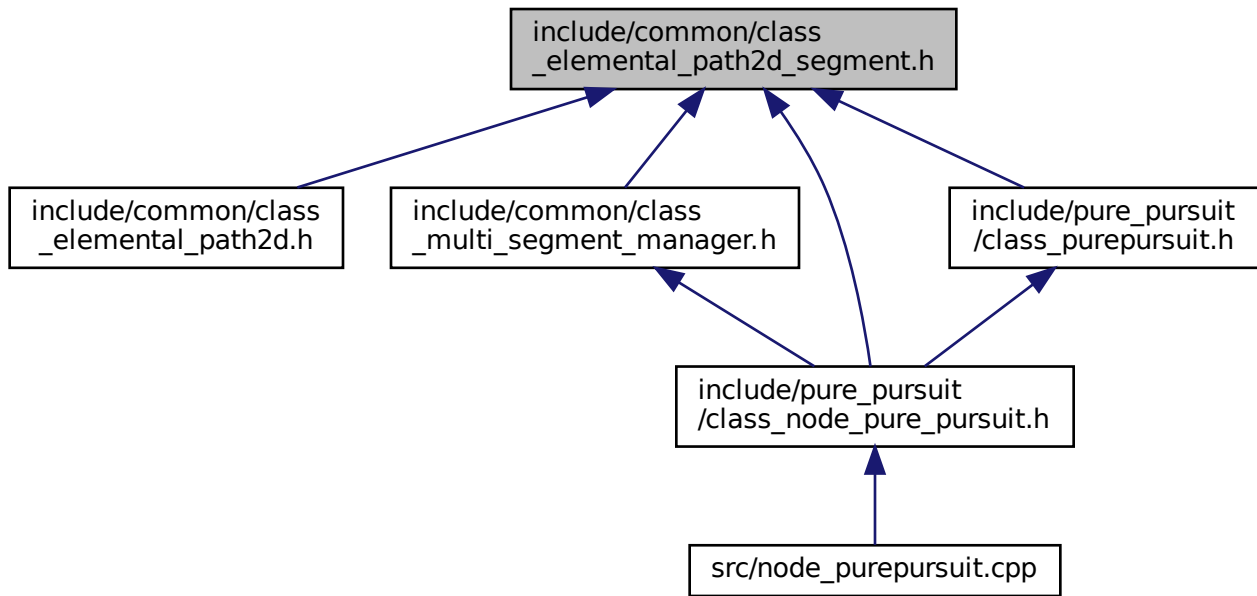 include/common/class
_elemental_path2d_segment.h
include/common/class
_elemental_path2d.h
include/common/class
_multi_segment_manager.h
include/pure_pursuit
/class_purepursuit.h
include/pure_pursuit
/class_node_pure_pursuit.h
src/node_purepursuit.cpp